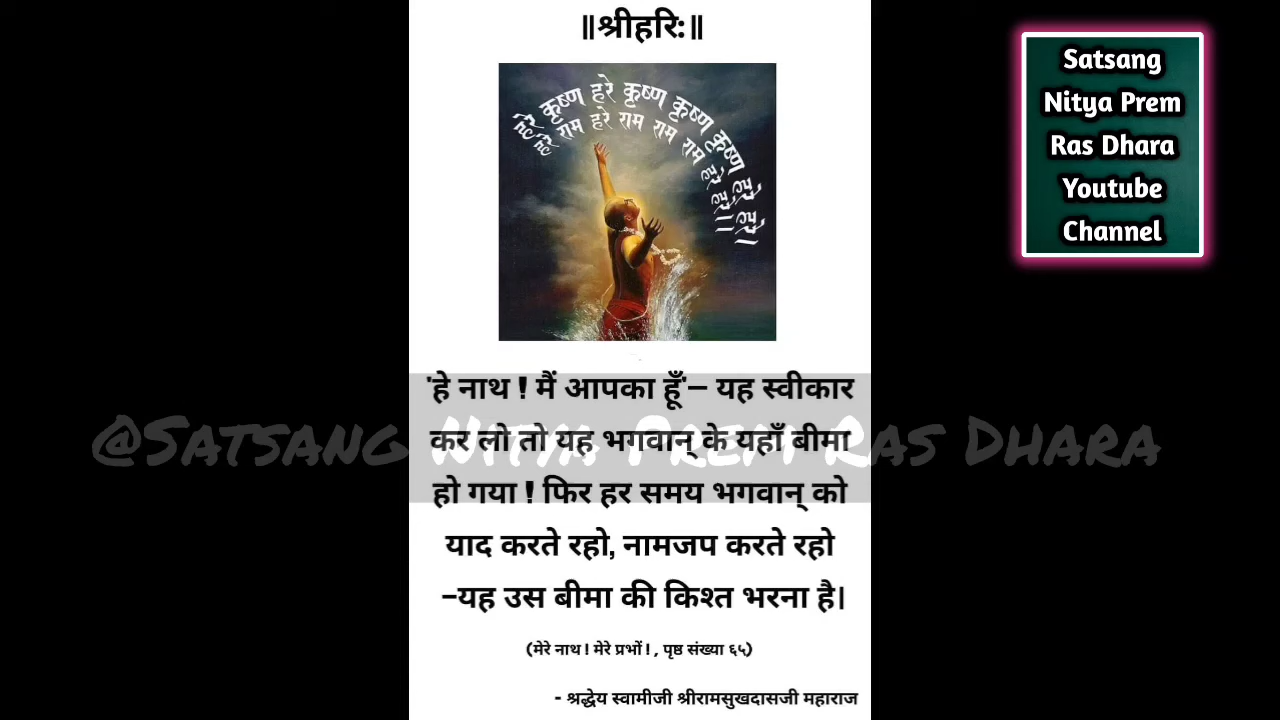 ॥श्रीहरिः॥
हरे कृष्ण हरे कृष्ण कृष्ण कृष्ण हरे हरे।
हरे राम हरे राम राम राम हरे हरे।।
'हे नाथ ! मैं आपका हूँ'– यह स्वीकार
कर लो तो यह भगवान् के यहाँ बीमा
हो गया ! फिर हर समय भगवान् को
याद करते रहो, नामजप करते रहो
–यह उस बीमा की किश्त भरना है।
(मेरे नाथ ! मेरे प्रभों ! , पृष्ठ संख्या ६५)
- श्रद्धेय स्वामीजी श्रीरामसुखदासजी महाराज
@Satsang Nitya Prem Ras Dhara
Satsang
Nitya Prem
Ras Dhara
Youtube
Channel